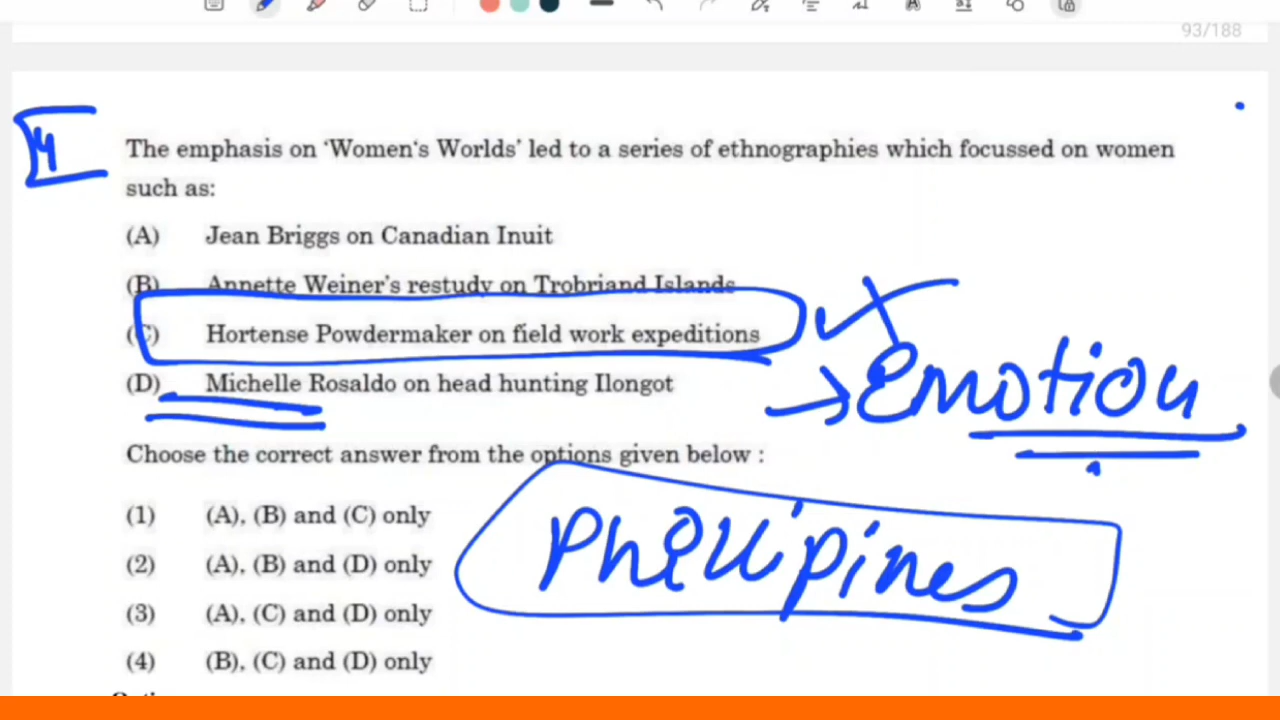 93/188
14
The emphasis on ‘Women‘s Worlds’ led to a series of ethnographies which focussed on women
such as:
(A) Jean Briggs on Canadian Inuit
(B) Annette Weiner's restudy on Trobriand Islands
(C) Hortense Powdermaker on field work expeditions
(D) Michelle Rosaldo on head hunting Ilongot
emotion
Choose the correct answer from the options given below :
(1) (A), (B) and (C) only
(2) (A), (B) and (D) only
(3) (A), (C) and (D) only
(4) (B), (C) and (D) only
Phillipines